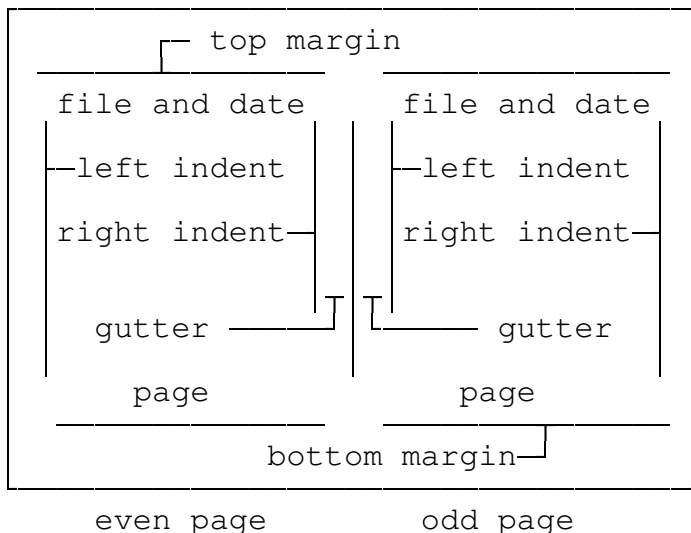 top margin
file and date file and date
left indent left indent
right indent right indent
gutter gutter
page page
bottom margin
even page odd page